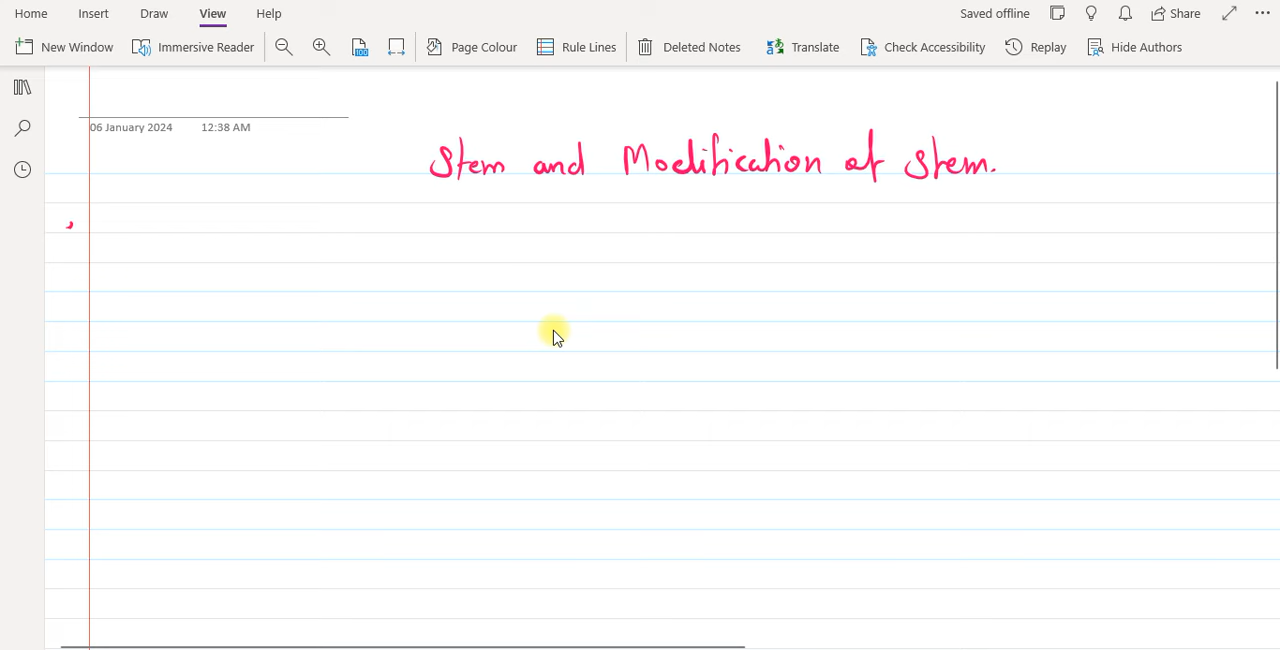 Home Insert Draw View Help Saved offline Share
New Window Immersive Reader 100 Page Colour Rule Lines Deleted Notes Translate Check Accessibility Replay Hide Authors
06 January 2024 12:38 AM
Stem and Modification of Stem.